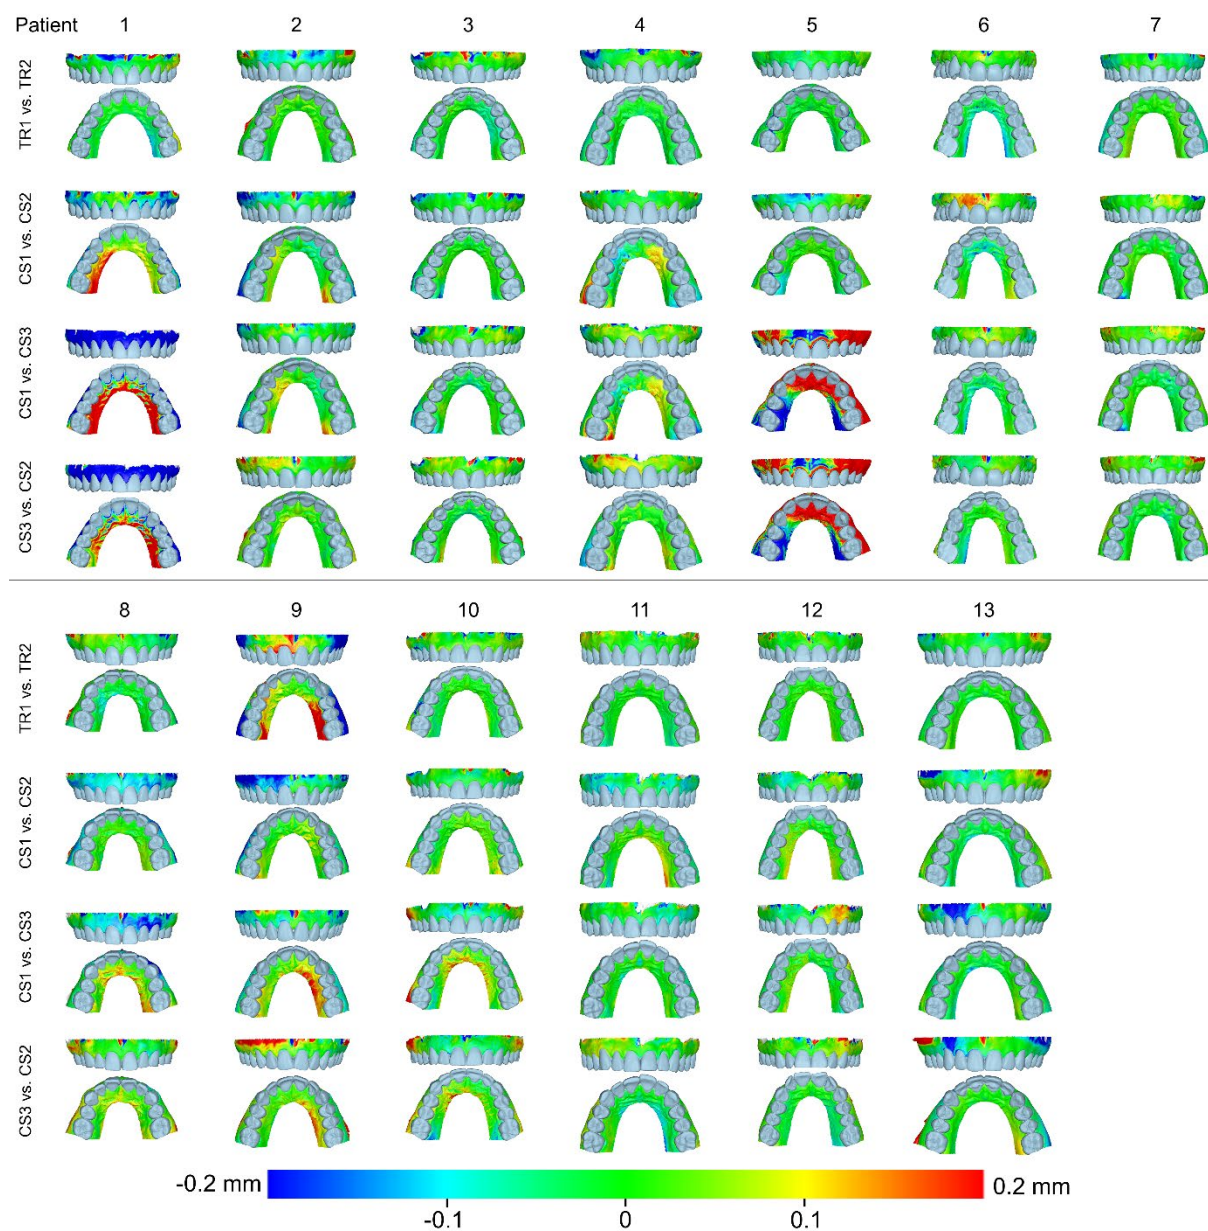 Patient 1 2 3 4 5 6 7
TR1 vs. TR2
CS1 vs. CS2
CS1 vs. CS3
CS3 vs. CS2
8 9 10 11 12 13
TR1 vs. TR2
CS1 vs. CS2
CS1 vs. CS3
CS3 vs. CS2
-0.2 mm 0.2 mm
-0.1 0 0.1